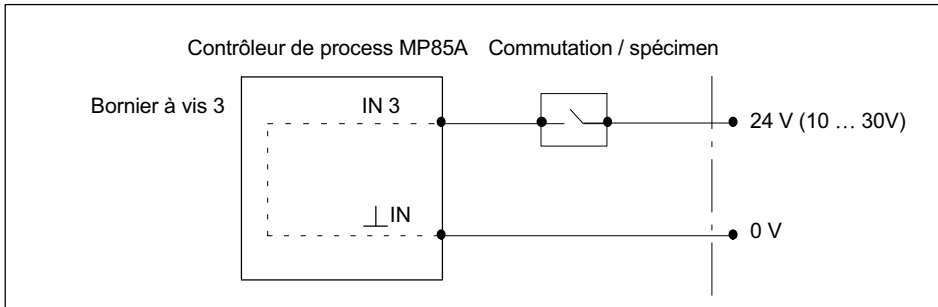 Contrôleur de process MP85A Commutation / spécimen
Bornier à vis 3
IN 3
24 V (10 … 30V)
IN
0 V